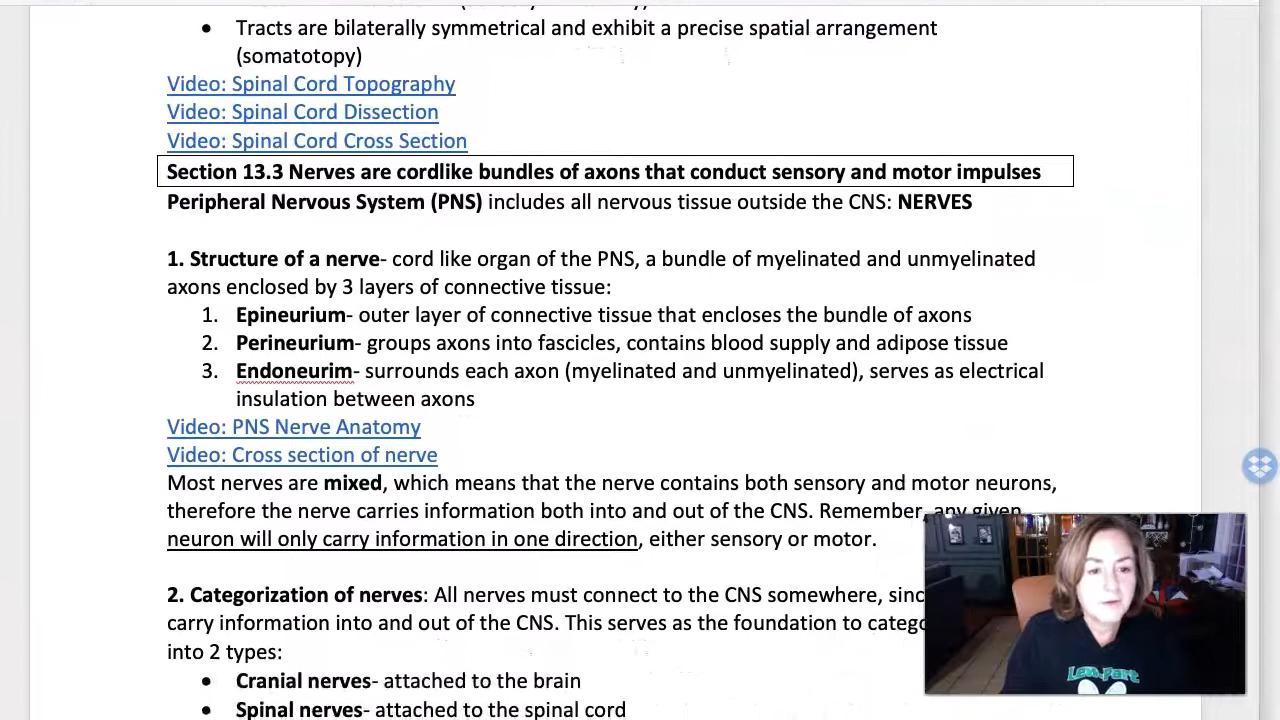 Tracts are bilaterally symmetrical and exhibit a precise spatial arrangement
(somatotopy)
Video: Spinal Cord Topography
Video: Spinal Cord Dissection
Video: Spinal Cord Cross Section
Section 13.3 Nerves are cordlike bundles of axons that conduct sensory and motor impulses
Peripheral Nervous System (PNS) includes all nervous tissue outside the CNS: NERVES
1. Structure of a nerve- cord like organ of the PNS, a bundle of myelinated and unmyelinated
axons enclosed by 3 layers of connective tissue:
1. Epineurium- outer layer of connective tissue that encloses the bundle of axons
2. Perineurium- groups axons into fascicles, contains blood supply and adipose tissue
3. Endoneurim- surrounds each axon (myelinated and unmyelinated), serves as electrical
insulation between axons
Video: PNS Nerve Anatomy
Video: Cross section of nerve
Most nerves are mixed, which means that the nerve contains both sensory and motor neurons,
therefore the nerve carries information both into and out of the CNS. Remember, any given
neuron will only carry information in one direction, either sensory or motor.
2. Categorization of nerves: All nerves must connect to the CNS somewhere, sinc
carry information into and out of the CNS. This serves as the foundation to catego
into 2 types:
Cranial nerves- attached to the brain
Spinal nerves- attached to the spinal cord